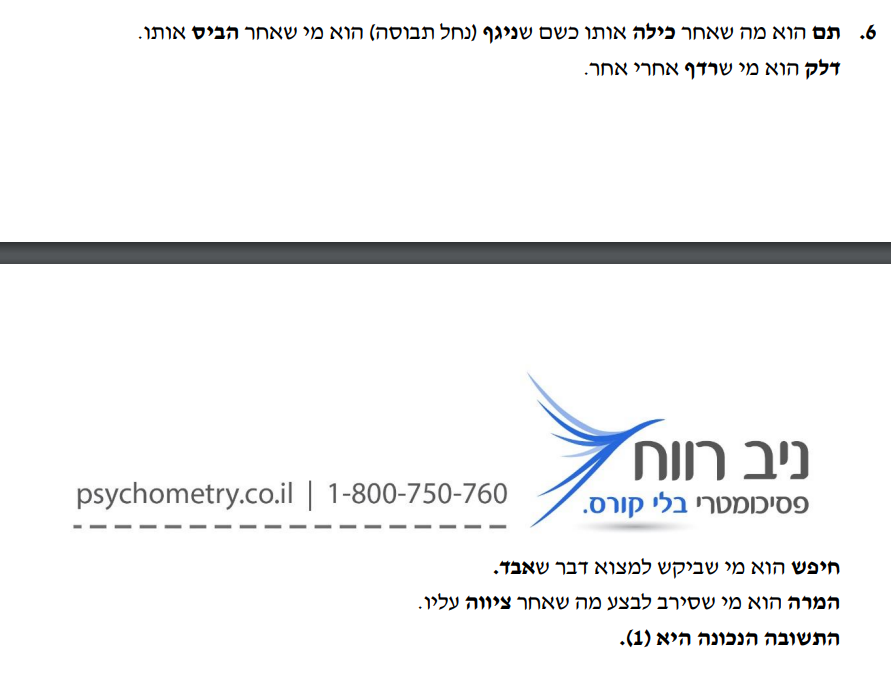 6. תם הוא מה שאחר כילה אותו כשם שניגף (נחל תבוסה) הוא מי שאחר הביס אותו.
דלק הוא מי שרדף אחרי אחר.
ניב רווח
פסיכומטרי בלי קורס.
psychometry.co.il | 1-800-750-760
חיפש הוא מי שביקש למצוא דבר שאבד.
המרה הוא מי שסירב לבצע מה שאחר ציווה עליו.
התשובה הנכונה היא (1).